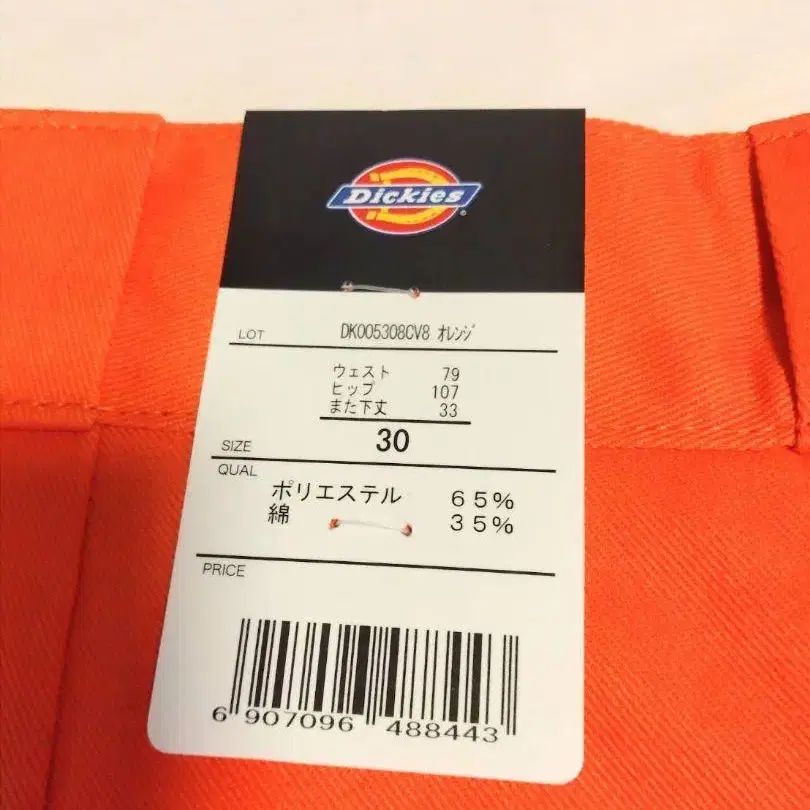 Dickies®
LOT DK005308CV8 ｵﾚﾝｼﾞ
ウェスト 79
ヒップ 107
また下丈 33
SIZE 30
QUAL
ポリエステル 65%
綿 35%
PRICE
6 907096 488443